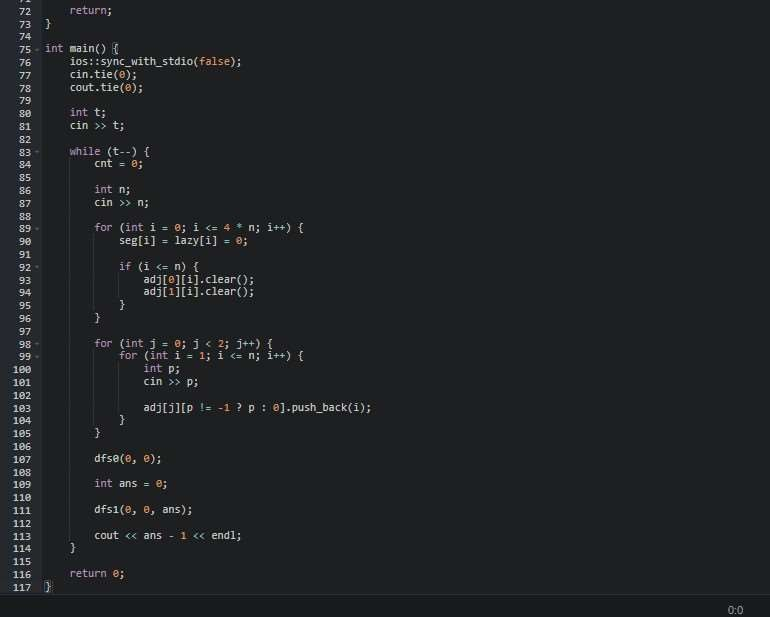 71
72 return;
73 }
74
75 int main() {
76 ios::sync_with_stdio(false);
77 cin.tie(0);
78 cout.tie(0);
79
80 int t;
81 cin >> t;
82
83 while (t--) {
84 cnt = 0;
85
86 int n;
87 cin >> n;
88
89 for (int i = 0; i <= 4 * n; i++) {
90 seg[i] = lazy[i] = 0;
91
92 if (i <= n) {
93 adj[0][i].clear();
94 adj[1][i].clear();
95 }
96 }
97
98 for (int j = 0; j < 2; j++) {
99 for (int i = 1; i <= n; i++) {
100 int p;
101 cin >> p;
102
103 adj[j][p != -1 ? p : 0].push_back(i);
104 }
105 }
106
107 dfs0(0, 0);
108
109 int ans = 0;
110
111 dfs1(0, 0, ans);
112
113 cout << ans - 1 << endl;
114 }
115
116 return 0;
117 }
0:0